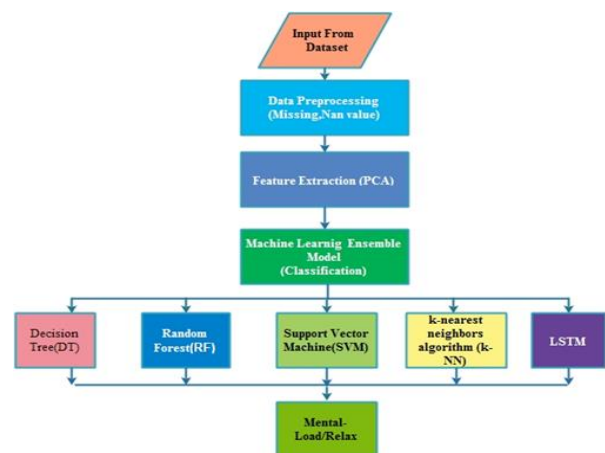 Input From
Dataset
Data Preprocessing
(Missing,Nan value)
Feature Extraction (PCA)
Machine Learnig Ensemble
Model
(Classification)
Decision
Tree(DT)
Random
Forest(RF)
Support Vector
Machine(SVM)
k-nearest
neighbors
algorithm (k-
NN)
LSTM
Mental-
Load/Relax